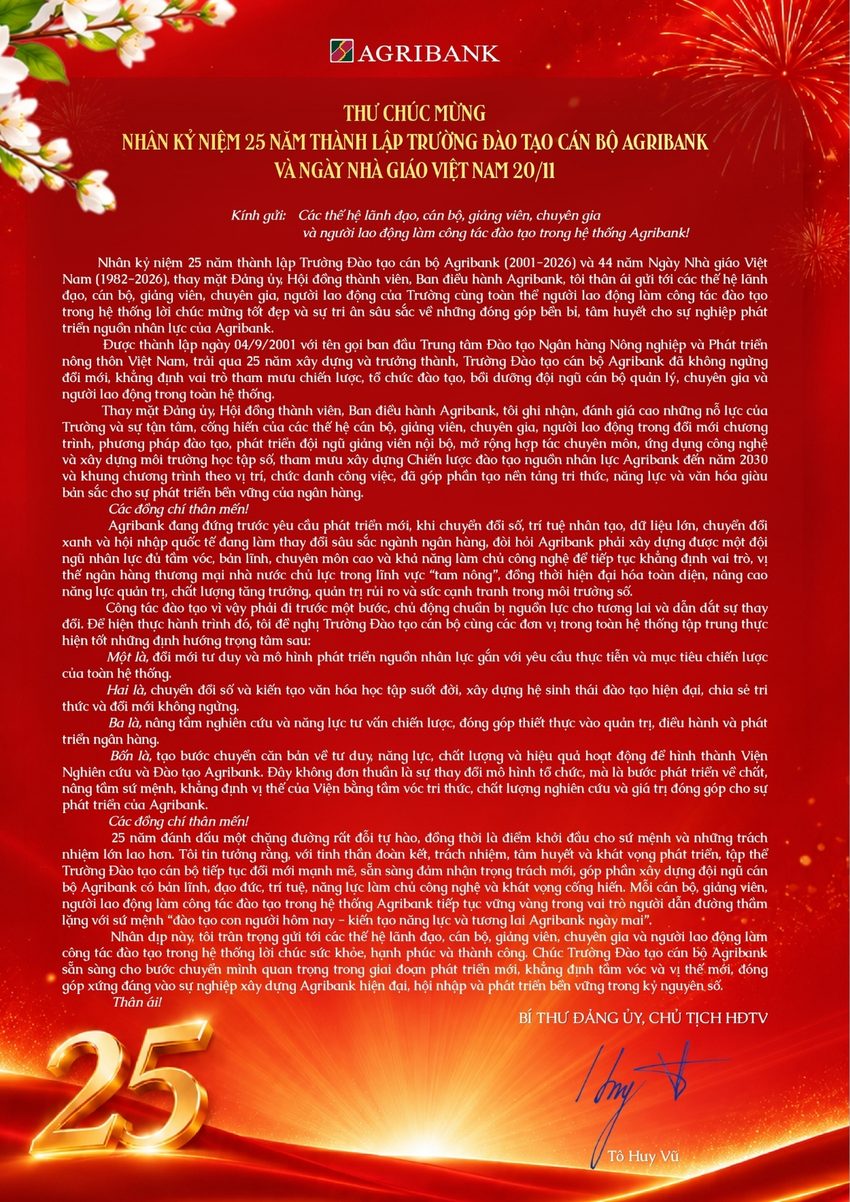 AGRIBANK
THƯ CHÚC MỪNG
NHÂN KỶ NIỆM 25 NĂM THÀNH LẬP TRƯỜNG ĐÀO TẠO CÁN BỘ AGRIBANK
VÀ NGÀY NHÀ GIÁO VIỆT NAM 20/11
Kính gửi: Các thế hệ lãnh đạo, cán bộ, giảng viên, chuyên gia
và người lao động làm công tác đào tạo trong hệ thống Agribank!
Nhân kỷ niệm 25 năm thành lập Trường Đào tạo cán bộ Agribank (2001-2026) và 44 năm Ngày Nhà giáo Việt
Nam (1982-2026), thay mặt Đảng ủy, Hội đồng thành viên, Ban điều hành Agribank, tôi thân ái gửi tới các thế hệ lãnh
đạo, cán bộ, giảng viên, chuyên gia, người lao động của Trường cùng toàn thể người lao động làm công tác đào tạo
trong hệ thống lời chúc mừng tốt đẹp và sự tri ân sâu sắc về những đóng góp bền bỉ, tâm huyết cho sự nghiệp phát
triển nguồn nhân lực của Agribank.
Được thành lập ngày 04/9/2001 với tên gọi ban đầu Trung tâm Đào tạo Ngân hàng Nông nghiệp và Phát triển
nông thôn Việt Nam, trải qua 25 năm xây dựng và trưởng thành, Trường Đào tạo cán bộ Agribank đã không ngừng
đổi mới, khẳng định vai trò tham mưu chiến lược, tổ chức đào tạo, bồi dưỡng đội ngũ cán bộ quản lý, chuyên gia và
người lao động trong toàn hệ thống.
Thay mặt Đảng ủy, Hội đồng thành viên, Ban điều hành Agribank, tôi ghi nhận, đánh giá cao những nỗ lực của
Trường và sự tận tâm, cống hiến của các thế hệ cán bộ, giảng viên, chuyên gia, người lao động trong đổi mới chương
trình, phương pháp đào tạo, phát triển đội ngũ giảng viên nội bộ, mở rộng hợp tác chuyên môn, ứng dụng công nghệ
và xây dựng môi trường học tập số, tham mưu xây dựng Chiến lược đào tạo nguồn nhân lực Agribank đến năm 2030
và khung chương trình theo vị trí, chức danh công việc, đã góp phần tạo nền tảng tri thức, năng lực và văn hóa giàu
bản sắc cho sự phát triển bền vững của ngân hàng.
Các đồng chí thân mến!
Agribank đang đứng trước yêu cầu phát triển mới, khi chuyển đổi số, trí tuệ nhân tạo, dữ liệu lớn, chuyển đổi
xanh và hội nhập quốc tế đang làm thay đổi sâu sắc ngành ngân hàng, đòi hỏi Agribank phải xây dựng được một đội
ngũ nhân lực đủ tầm vóc, bản lĩnh, chuyên môn cao và khả năng làm chủ công nghệ để tiếp tục khẳng định vai trò, vị
thế ngân hàng thương mại nhà nước chủ lực trong lĩnh vực “tam nông”, đồng thời hiện đại hóa toàn diện, nâng cao
năng lực quản trị, chất lượng tăng trưởng, quản trị rủi ro và sức cạnh tranh trong môi trường số.
Công tác đào tạo vì vậy phải đi trước một bước, chủ động chuẩn bị nguồn lực cho tương lai và dẫn dắt sự thay
đổi. Để hiện thực hành trình đó, tôi đề nghị Trường Đào tạo cán bộ cùng các đơn vị trong toàn hệ thống tập trung thực
hiện tốt những định hướng trọng tâm sau:
Một là, đổi mới tư duy và mô hình phát triển nguồn nhân lực gắn với yêu cầu thực tiễn và mục tiêu chiến lược
của toàn hệ thống.
Hai là, chuyển đổi số và kiến tạo văn hóa học tập suốt đời, xây dựng hệ sinh thái đào tạo hiện đại, chia sẻ tri
thức và đổi mới không ngừng.
Ba là, nâng tầm nghiên cứu và năng lực tư vấn chiến lược, đóng góp thiết thực vào quản trị, điều hành và phát
triển ngân hàng.
Bốn là, tạo bước chuyển căn bản về tư duy, năng lực, chất lượng và hiệu quả hoạt động để hình thành Viện
Nghiên cứu và Đào tạo Agribank. Đây không đơn thuần là sự thay đổi mô hình tổ chức, mà là bước phát triển về chất,
nâng tầm sứ mệnh, khẳng định vị thế của Viện bằng tầm vóc tri thức, chất lượng nghiên cứu và giá trị đóng góp cho sự
phát triển của Agribank.
Các đồng chí thân mến!
25 năm đánh dấu một chặng đường rất đỗi tự hào, đồng thời là điểm khởi đầu cho sứ mệnh và những trách
nhiệm lớn lao hơn. Tôi tin tưởng rằng, với tinh thần đoàn kết, trách nhiệm, tâm huyết và khát vọng phát triển, tập thể
Trường Đào tạo cán bộ tiếp tục đổi mới mạnh mẽ, sẵn sàng đảm nhận trọng trách mới, góp phần xây dựng đội ngũ cán
bộ Agribank có bản lĩnh, đạo đức, trí tuệ, năng lực làm chủ công nghệ và khát vọng cống hiến. Mỗi cán bộ, giảng viên,
người lao động làm công tác đào tạo trong hệ thống Agribank tiếp tục vững vàng trong vai trò người dẫn đường thầm
lặng với sứ mệnh “đào tạo con người hôm nay - kiến tạo năng lực và tương lai Agribank ngày mai”.
Nhân dịp này, tôi trân trọng gửi tới các thế hệ lãnh đạo, cán bộ, giảng viên, chuyên gia và người lao động làm
công tác đào tạo trong hệ thống lời chúc sức khỏe, hạnh phúc và thành công. Chúc Trường Đào tạo cán bộ Agribank
sẵn sàng cho bước chuyển mình quan trọng trong giai đoạn phát triển mới, khẳng định tầm vóc và vị thế mới, đóng
góp xứng đáng vào sự nghiệp xây dựng Agribank hiện đại, hội nhập và phát triển bền vững trong kỷ nguyên số.
Thân ái!
BÍ THƯ ĐẢNG ỦY, CHỦ TỊCH HĐTV
25
Tô Huy Vũ